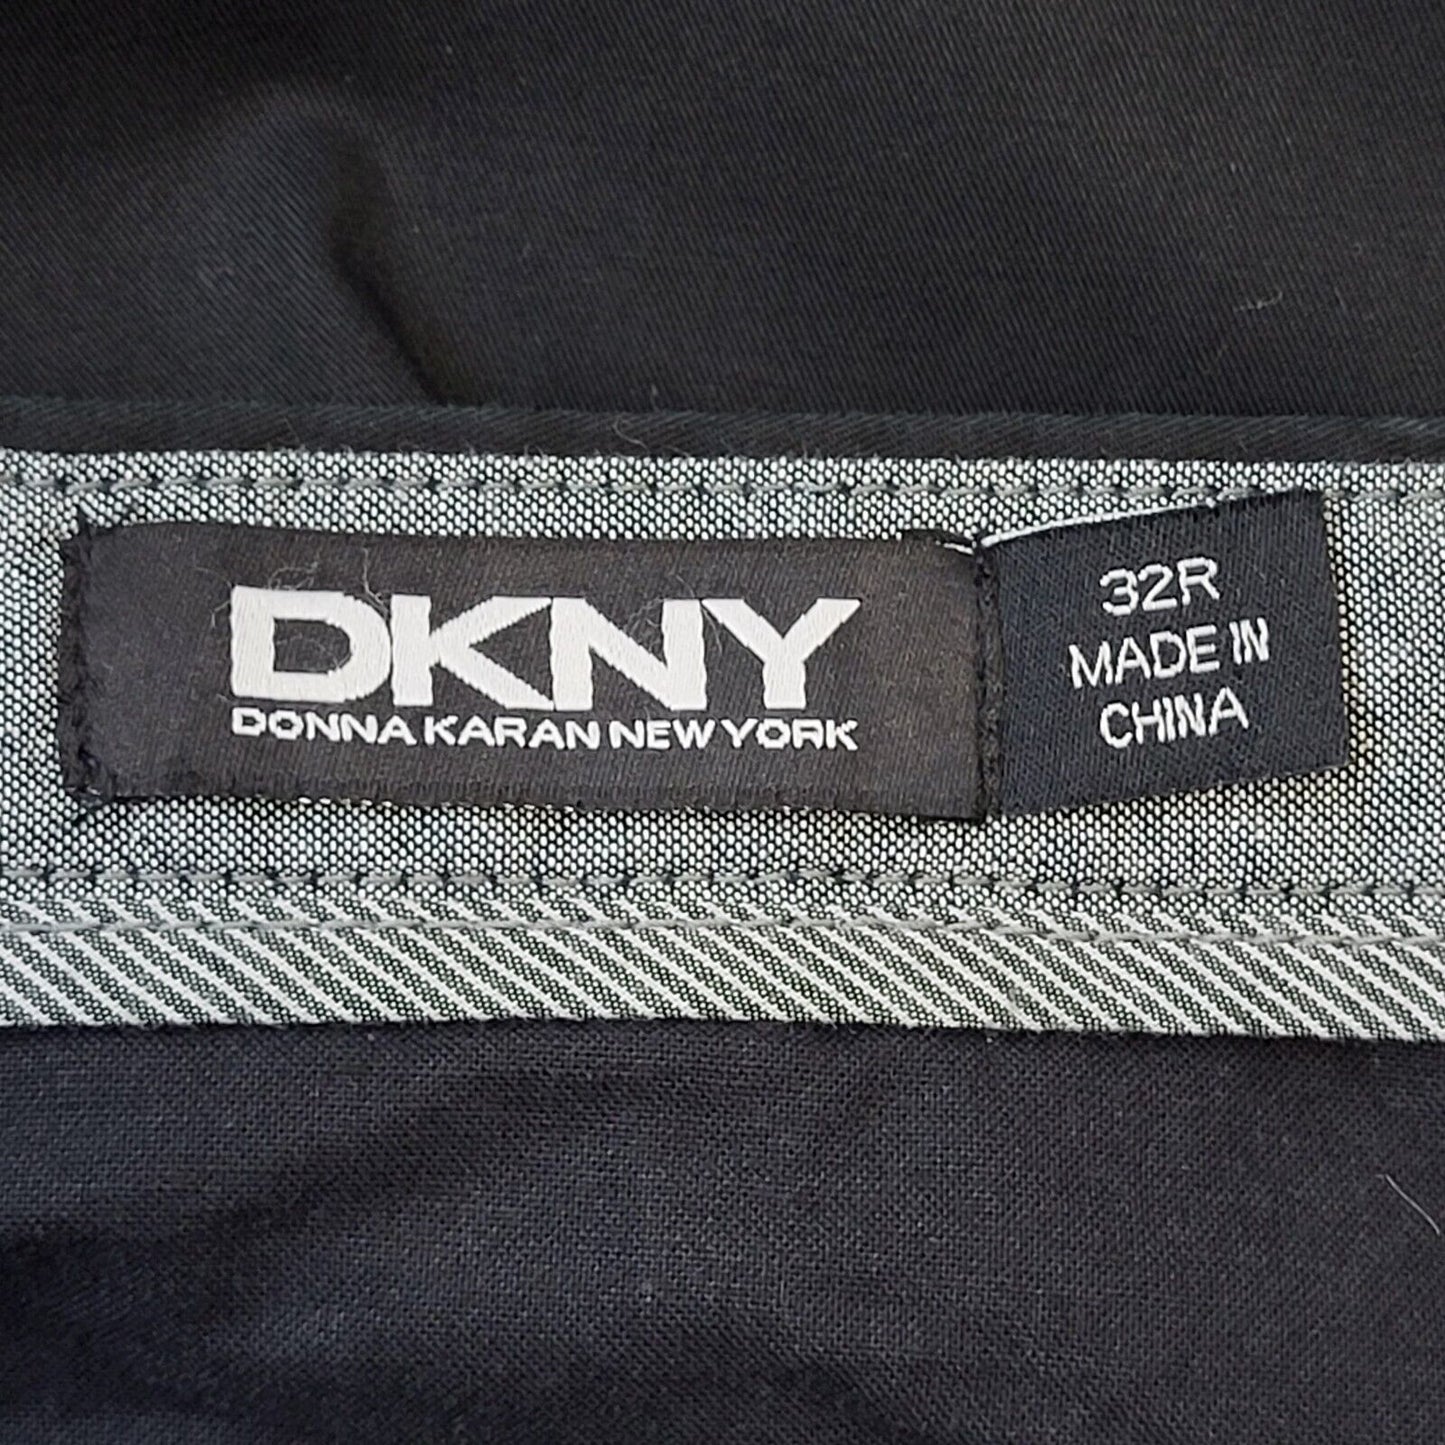 DKNY
DONNA KARAN NEW YORK
32R
MADE IN
CHINA